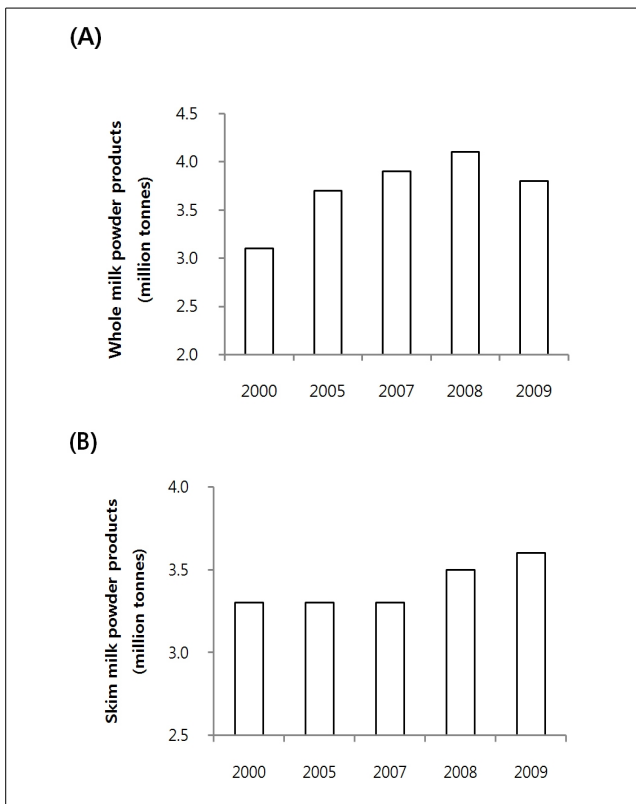 (A)
Whole milk powder products
(million tonnes)
4.5
4.0
3.5
3.0
2.5
2.0
2000 2005 2007 2008 2009
(B)
Skim milk powder products
(million tonnes)
4.0
3.5
3.0
2.5
2000 2005 2007 2008 2009